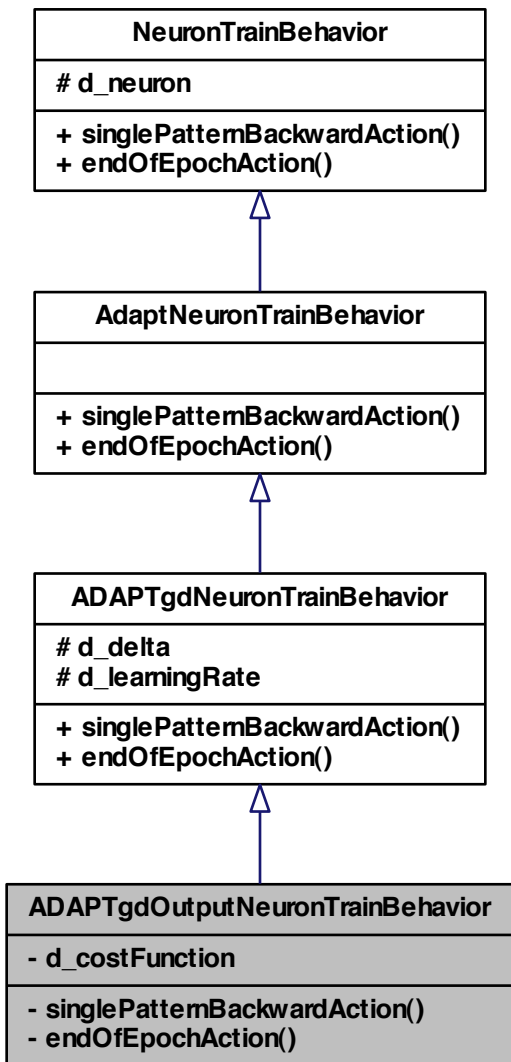 NeuronTrainBehavior
# d_neuron
+ singlePatternBackwardAction()
+ endOfEpochAction()
AdaptNeuronTrainBehavior
+ singlePatternBackwardAction()
+ endOfEpochAction()
ADAPTgdNeuronTrainBehavior
# d_delta
# d_learningRate
+ singlePatternBackwardAction()
+ endOfEpochAction()
ADAPTgdOutputNeuronTrainBehavior
- d_costFunction
- singlePatternBackwardAction()
- endOfEpochAction()